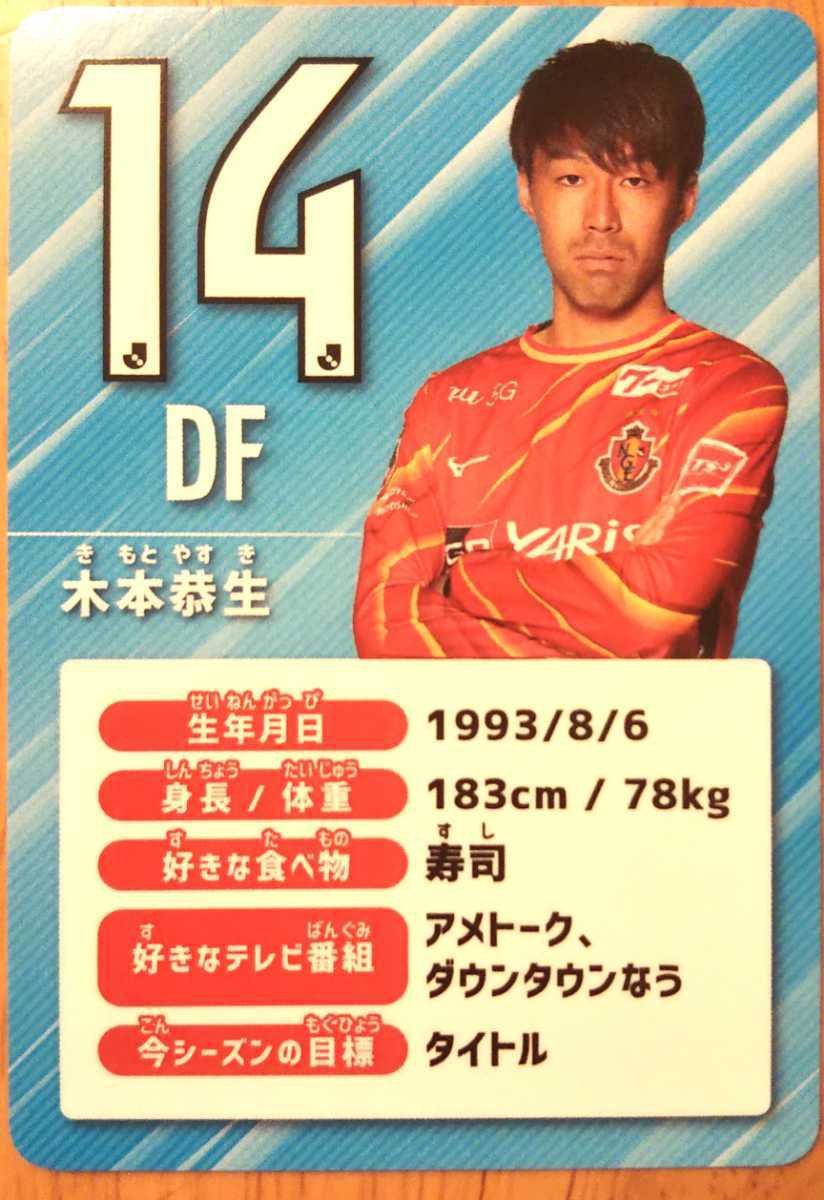 14
DF
き もと やす き
木本恭生
せいねんがっぴ
生年月日
1993/8/6
しんちょう たいじゅう
身長 / 体重
183cm / 78kg
す た もの
好きな食べ物
すし
寿司
す ばんぐみ
好きなテレビ番組
アメトーク、
ダウンタウンなう
こん もくひょう
今シーズンの目標
タイトル
YARiS